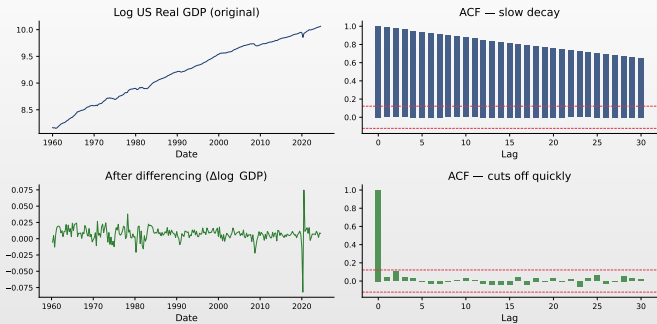 Log US Real GDP (original)
10.0
9.5
9.0
8.5
1960 1970 1980 1990 2000 2010 2020
Date
ACF — slow decay
1.0
0.8
0.6
0.4
0.2
0.0
0 5 10 15 20 25 30
Lag
After differencing (Δlog GDP)
0.075
0.050
0.025
0.000
−0.025
−0.050
−0.075
1960 1970 1980 1990 2000 2010 2020
Date
ACF — cuts off quickly
1.0
0.8
0.6
0.4
0.2
0.0
0 5 10 15 20 25 30
Lag